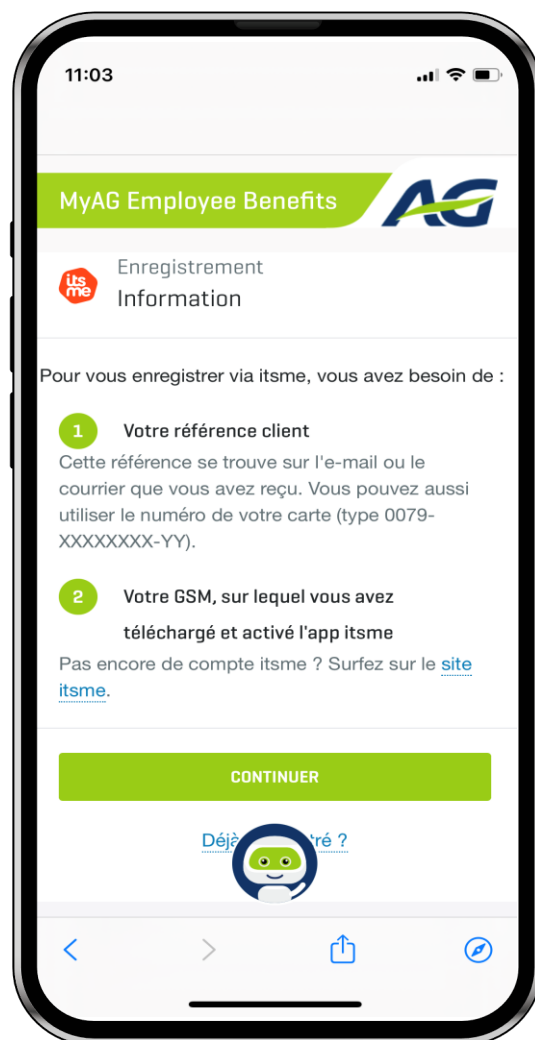 11:03
MyAG Employee Benefits
AG
its
me
Enregistrement
Information
Pour vous enregistrer via itsme, vous avez besoin de :
1 Votre référence client
Cette référence se trouve sur l'e-mail ou le
courrier que vous avez reçu. Vous pouvez aussi
utiliser le numéro de votre carte (type 0079-
XXXXXXXX-YY).
2 Votre GSM, sur lequel vous avez
téléchargé et activé l'app itsme
Pas encore de compte itsme ? Surfez sur le site
itsme.
CONTINUER
Déjà ?